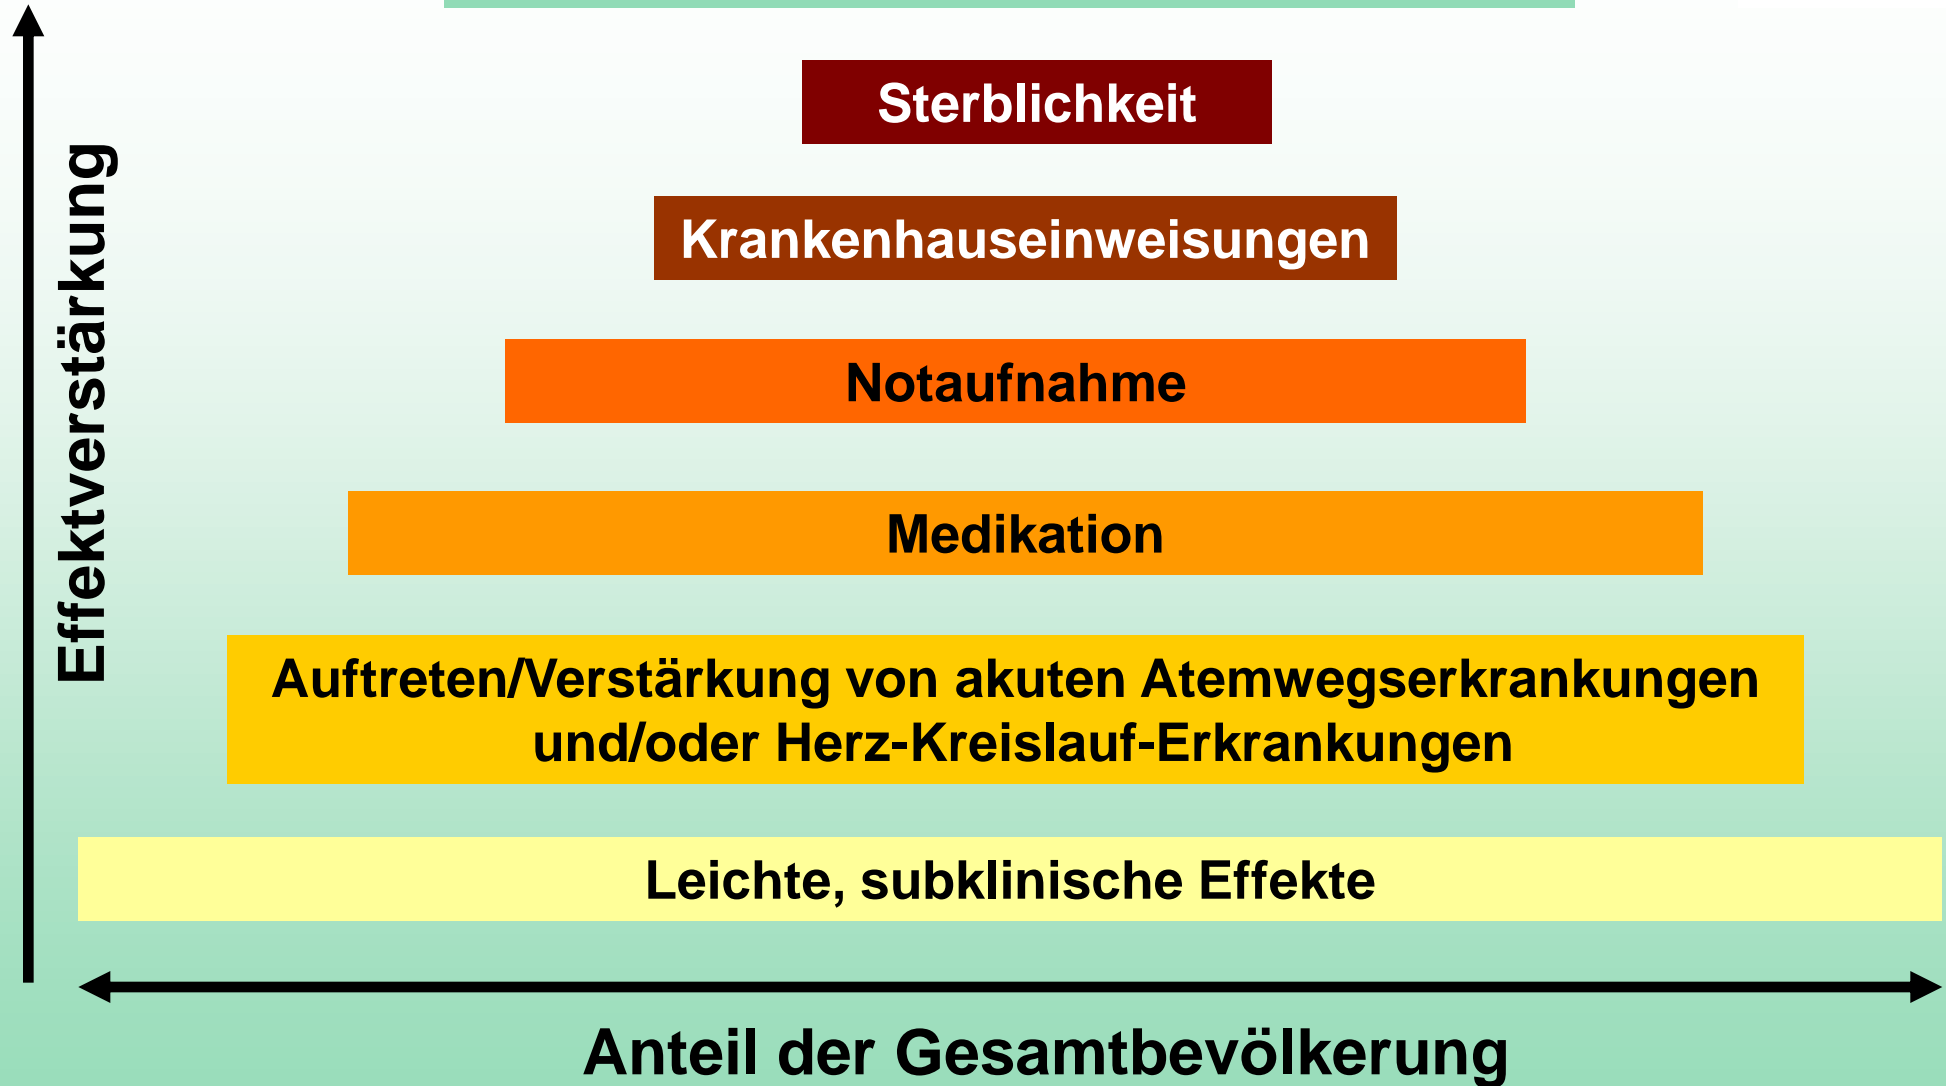 Effektverstärkung
Sterblichkeit
Krankenhauseinweisungen
Notaufnahme
Medikation
Auftreten/Verstärkung von akuten Atemwegserkrankungen
und/oder Herz-Kreislauf-Erkrankungen
Leichte, subklinische Effekte
Anteil der Gesamtbevölkerung